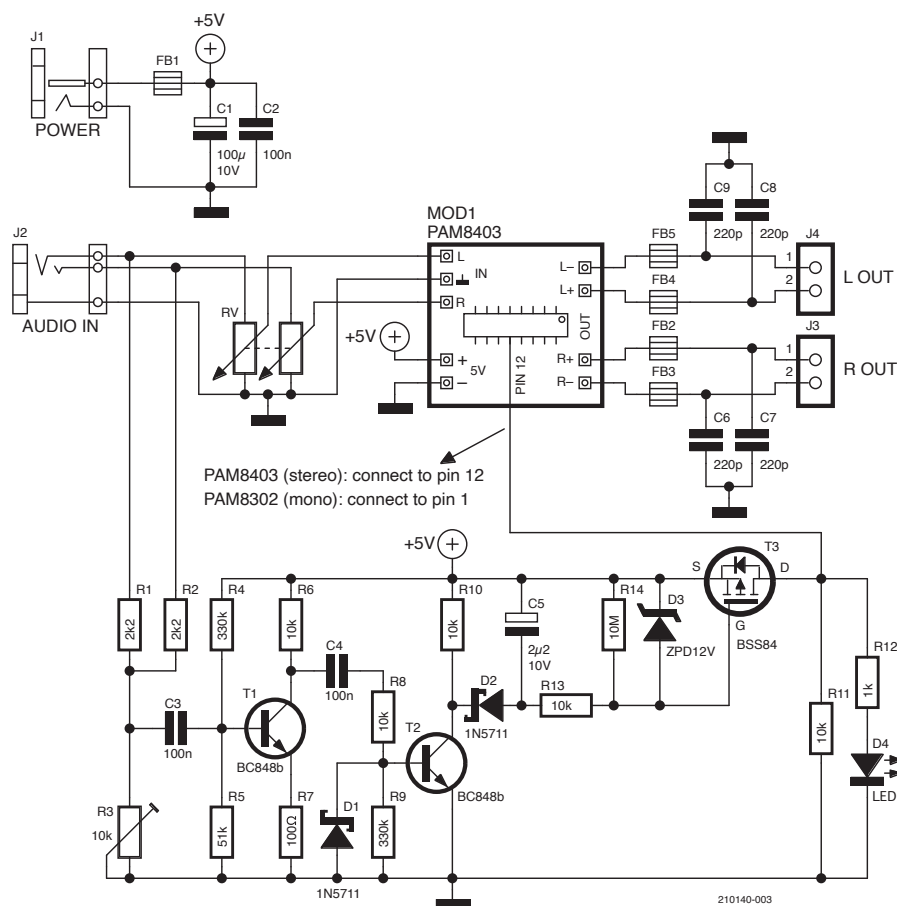 +5V
J1
FB1
C1
C2
POWER
100µ
10V
100n
MOD1
PAM8403
C9
C8
220p
220p
J4
J2
L
IN
R
L–
L+
FB5
FB4
1
2
L OUT
AUDIO IN
RV
+5V
+
5V
–
PIN 12
OUT
R+
R–
FB2
FB3
J3
1
2
R OUT
C6
C7
220p
220p
PAM8403 (stereo): connect to pin 12
PAM8302 (mono): connect to pin 1
+5V
T3
S
D
G
BSS84
R1
2k2
R2
2k2
R4
330k
R6
10k
R10
10k
C5
2µ2
10V
R14
10M
D3
ZPD12V
R12
1k
C4
100n
R8
10k
D2
1N5711
R13
10k
R11
10k
C3
100n
T1
BC848b
T2
BC848b
D4
LED
R3
10k
R5
51k
R7
100Ω
D1
1N5711
R9
330k
210140-003